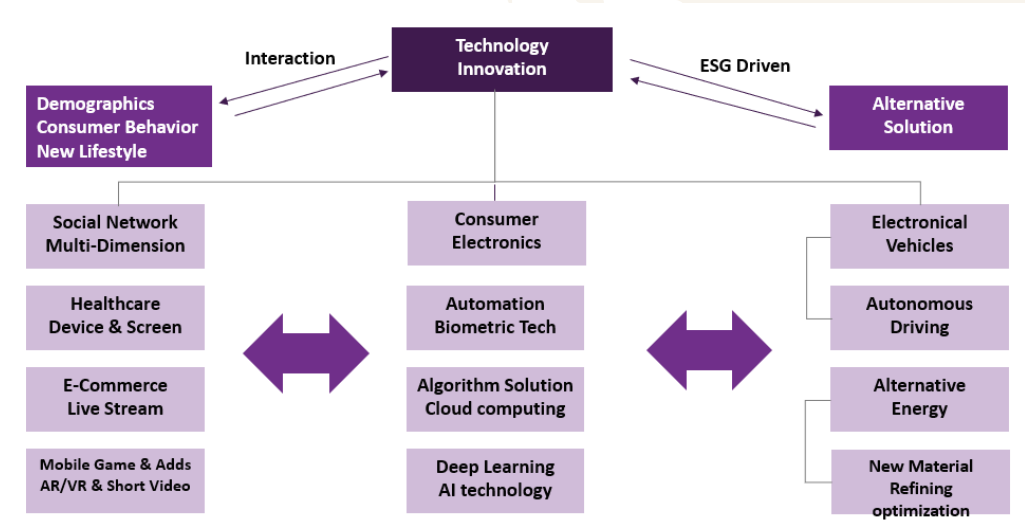 Technology
Innovation
Interaction
ESG Driven
Demographics
Consumer Behavior
New Lifestyle
Alternative
Solution
Social Network
Multi-Dimension
Consumer
Electronics
Electronical
Vehicles
Healthcare
Device & Screen
Automation
Biometric Tech
Autonomous
Driving
E-Commerce
Live Stream
Algorithm Solution
Cloud computing
Alternative
Energy
Mobile Game & Adds
AR/VR & Short Video
Deep Learning
AI technology
New Material
Refining
optimization